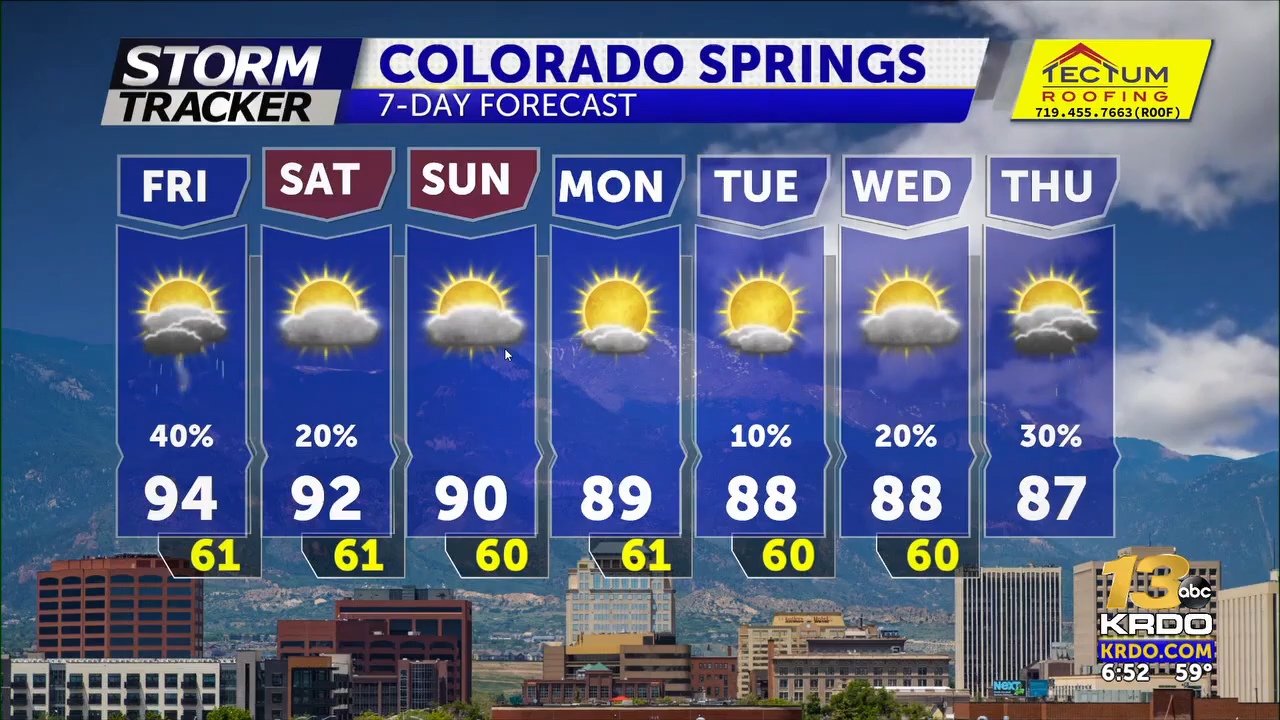 STORM
TRACKER
COLORADO SPRINGS
7-DAY FORECAST
TECTUM
ROOFING
719.455.7663(ROOF)
FRI SAT SUN MON TUE WED THU
40% 20% 10% 20% 30%
94 92 90 89 88 88 87
61 61 60 61 60 60
13 abc
KRDO
KRDO.COM
6:52 59°
NEXT